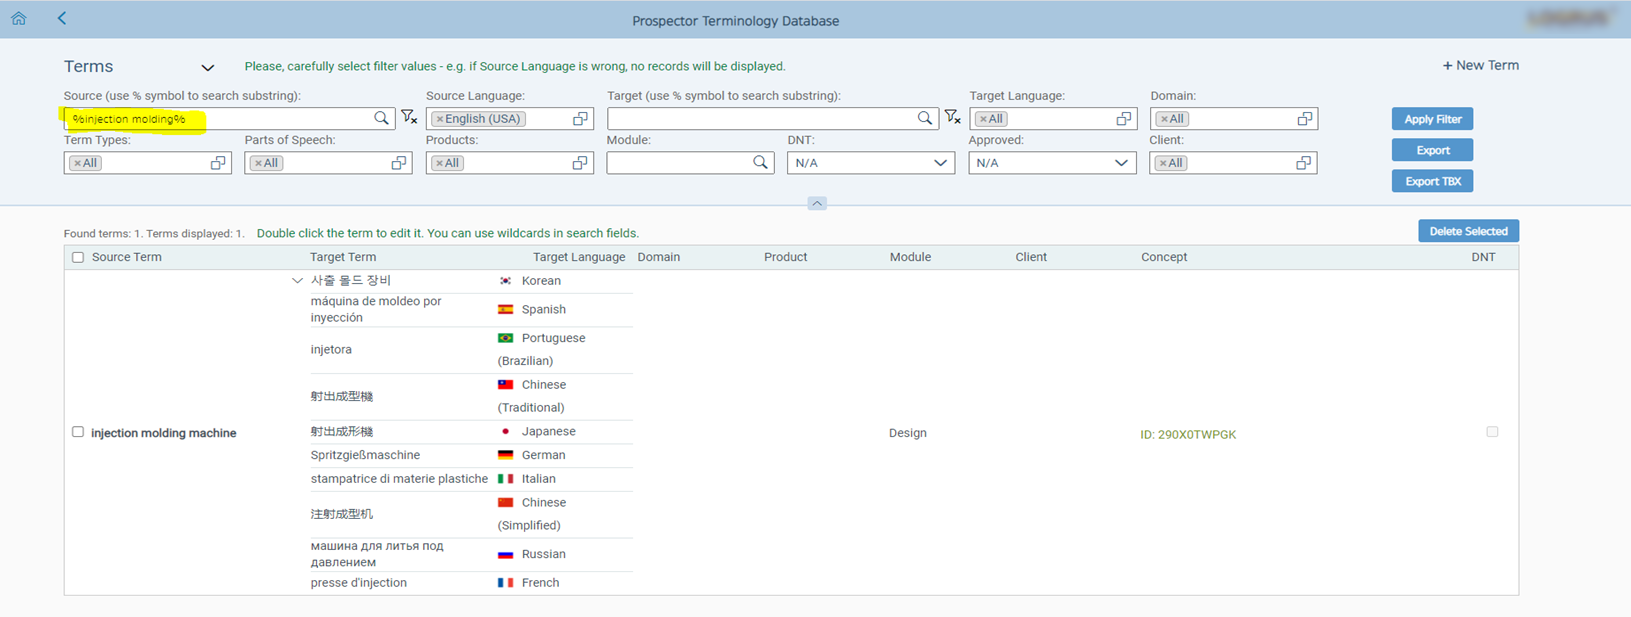 Prospector Terminology Database
Terms
Please, carefully select filter values - e.g. if Source Language is wrong, no records will be displayed.
+ New Term
Source (use % symbol to search substring):
Source Language:
Target (use % symbol to search substring):
Target Language:
Domain:
%injection molding%
×English (USA)
×All
×All
Apply Filter
Term Types:
Parts of Speech:
Products:
Module:
DNT:
Approved:
Client:
Export
×All
×All
×All
N/A
N/A
×All
Export TBX
Found terms: 1. Terms displayed: 1.
Double click the term to edit it. You can use wildcards in search fields.
Delete Selected
Source Term
Target Term
Target Language
Domain
Product
Module
Client
Concept
DNT
사출 몰드 장비
Korean
máquina de moldeo por
inyección
Spanish
injetora
Portuguese
(Brazilian)
射出成型機
Chinese
(Traditional)
injection molding machine
射出成形機
Japanese
Design
ID: 290X0TWPGK
Spritzgießmaschine
German
stampatrice di materie plastiche
Italian
注射成型机
Chinese
(Simplified)
машина для литья под
давлением
Russian
presse d'injection
French